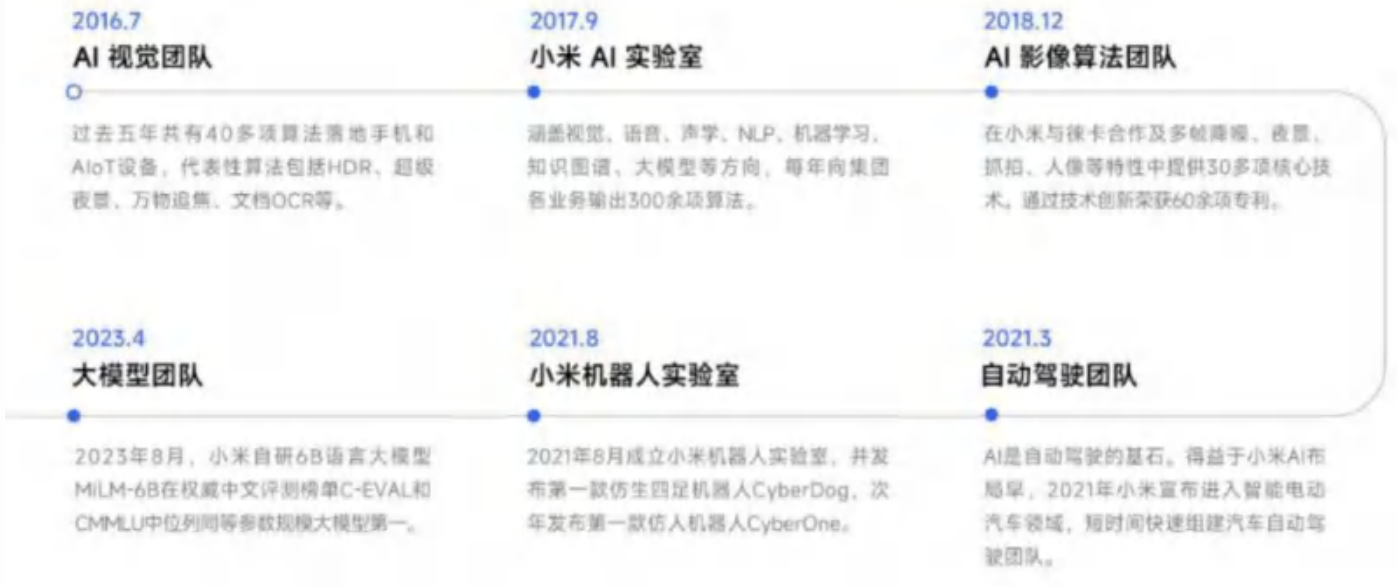 2016.7
AI 视觉团队
过去五年共有40多项算法落地手机和
AIoT设备，代表性算法包括HDR、超级
夜景、万物追焦、文档OCR等。
2017.9
小米 AI 实验室
涵盖视觉、语音、声学、NLP、机器学习、
知识图谱、大模型等方向，每年向集团
各业务输出300余项算法。
2018.12
AI 影像算法团队
在小米与徕卡合作及多帧降噪、夜景、
抓拍、人像等特性中提供30多项核心技
术。通过技术创新荣获60余项专利。
2021.3
自动驾驶团队
AI是自动驾驶的基石。得益于小米AI布
局早，2021年小米宣布进入智能电动
汽车领域，短时间快速组建汽车自动驾
驶团队。
2021.8
小米机器人实验室
2021年8月成立小米机器人实验室，并发
布第一款仿生四足机器人CyberDog，次
年发布第一款仿人机器人CyberOne。
2023.4
大模型团队
2023年8月，小米自研6B语言大模型
MiLM-6B在权威中文评测榜单C-EVAL和
CMMLU中位列同等参数规模大模型第一。